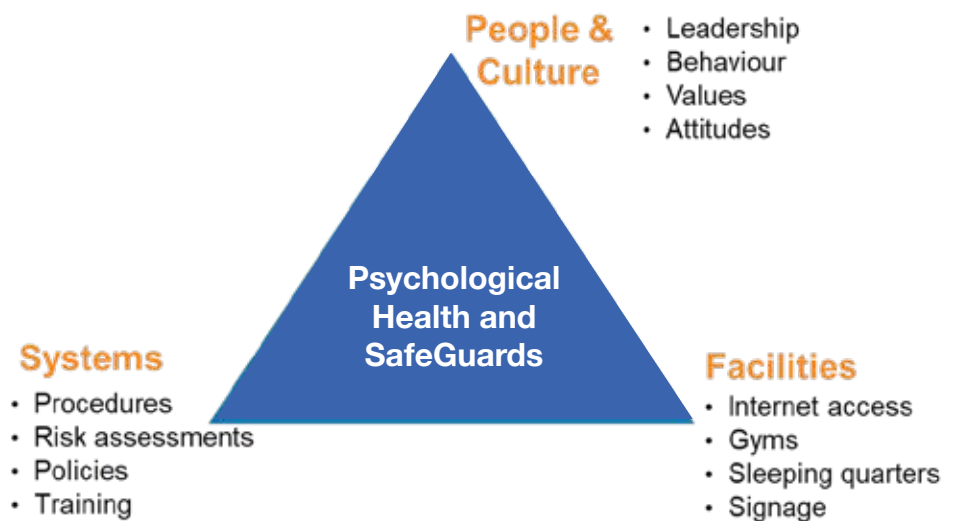 People &
Culture
• Leadership
• Behaviour
• Values
• Attitudes
Psychological
Health and
SafeGuards
Systems
• Procedures
• Risk assessments
• Policies
• Training
Facilities
• Internet access
• Gyms
• Sleeping quarters
• Signage